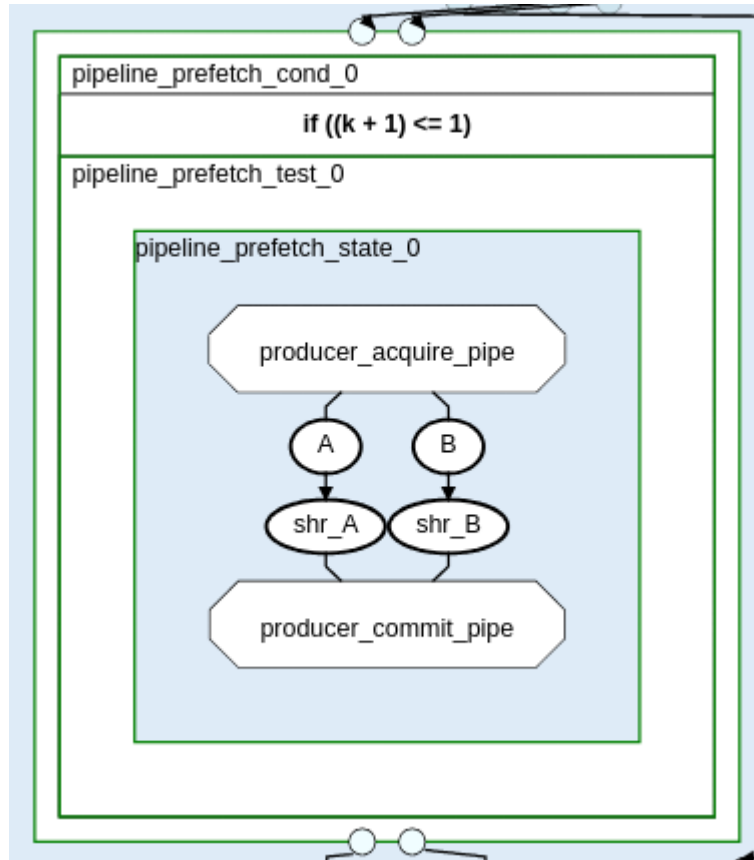 pipeline_prefetch_cond_0
if ((k + 1) <= 1)
pipeline_prefetch_test_0
pipeline_prefetch_state_0
producer_acquire_pipe
A B
shr_A shr_B
producer_commit_pipe